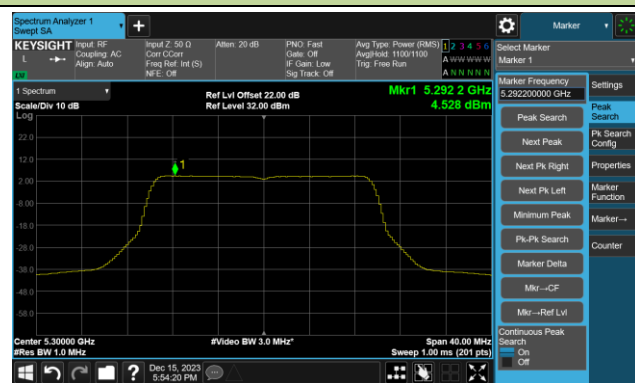 Spectrum Analyzer 1
Swept SA
+
Marker
KEYSIGHT
L
LV
Input: RF
Coupling: AC
Align: Auto
Input Z: 50 Ω
Corr CCorr
Freq Ref: Int (S)
NFE: Off
Atten: 20 dB
PNO: Fast
Gate: Off
IF Gain: Low
Sig Track: Off
Avg Type: Power (RMS)
Avg|Hold: 1100/1100
Trig: Free Run
1 2 3 4 5 6
A W W W W W
A N N N N N
Select Marker
Marker 1
1 Spectrum
Scale/Div 10 dB
Log
Ref Lvl Offset 22.00 dB
Ref Level 32.00 dBm
Mkr1 5.292 2 GHz
4.528 dBm
22.0
12.0
2.00
-8.00
-18.0
-28.0
-38.0
-48.0
-58.0
1
Center 5.30000 GHz
#Res BW 1.0 MHz
#Video BW 3.0 MHz*
Span 40.00 MHz
Sweep 1.00 ms (201 pts)
Marker Frequency
5.292200000 GHz
Peak Search
Next Peak
Next Pk Right
Next Pk Left
Minimum Peak
Pk-Pk Search
Marker Delta
Mkr→CF
Mkr→Ref Lvl
Continuous Peak
Search
On
Off
Settings
Peak
Search
Pk Search
Config
Properties
Marker
Function
Marker→
Counter
?
Dec 15, 2023
5:54:20 PM